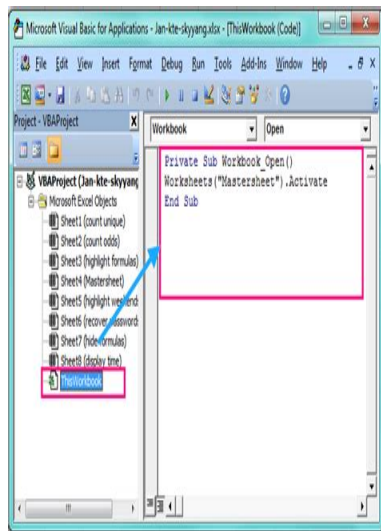 Microsoft Visual Basic for Applications - Jan-kte-skyyang.xlsx - [ThisWorkbook (Code)]
File Edit View Insert Format Debug Run Tools Add-Ins Window Help
Project - VBAProject
Workbook
Open
VBAProject (Jan-kte-skyyang
Microsoft Excel Objects
Sheet1 (count unique)
Sheet2 (count odds)
Sheet3 (highlight formulas)
Sheet4 (Mastersheet)
Sheet5 (highlight weekend
Sheet6 (recover password
Sheet7 (hide formulas)
Sheet8 (display time)
ThisWorkbook
Private Sub Workbook_Open()
Worksheets("Mastersheet").Activate
End Sub